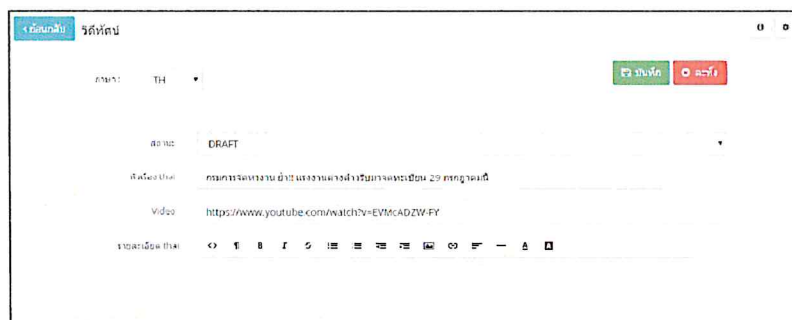 < ย้อนกลับ วิดีทัศน์
ภาษา : TH
บันทึก ละทิ้ง
สถานะ DRAFT
หัวเรื่อง thai กรมการจัดหางาน ย้ำ!! แรงงานต่างด้าวรีบมาจดทะเบียน 29 กรกฎาคมนี้
Video https://www.youtube.com/watch?v=EVMcADZW-FY
รายละเอียด thai